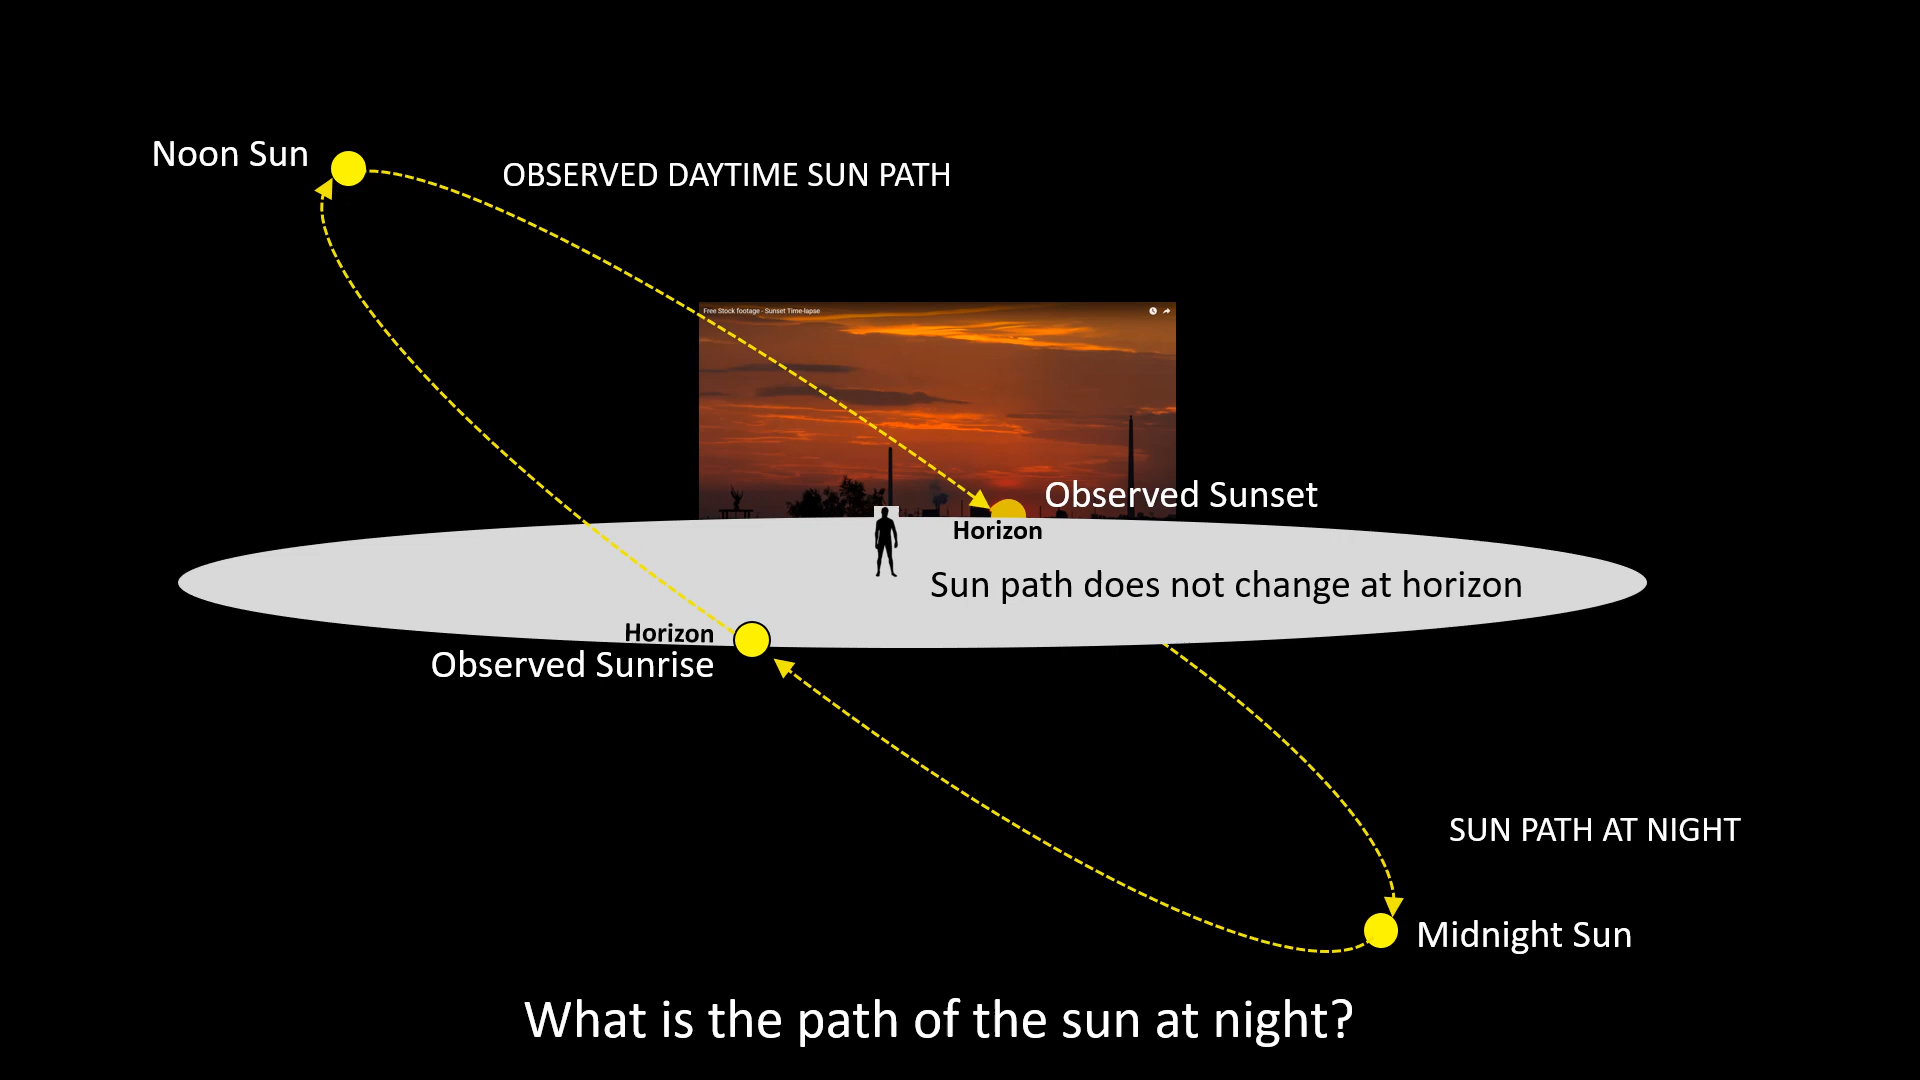 Noon Sun
OBSERVED DAYTIME SUN PATH
Free Stock footage - Sunset Time-lapse
Observed Sunset
Horizon
Sun path does not change at horizon
Horizon
Observed Sunrise
SUN PATH AT NIGHT
Midnight Sun
What is the path of the sun at night?